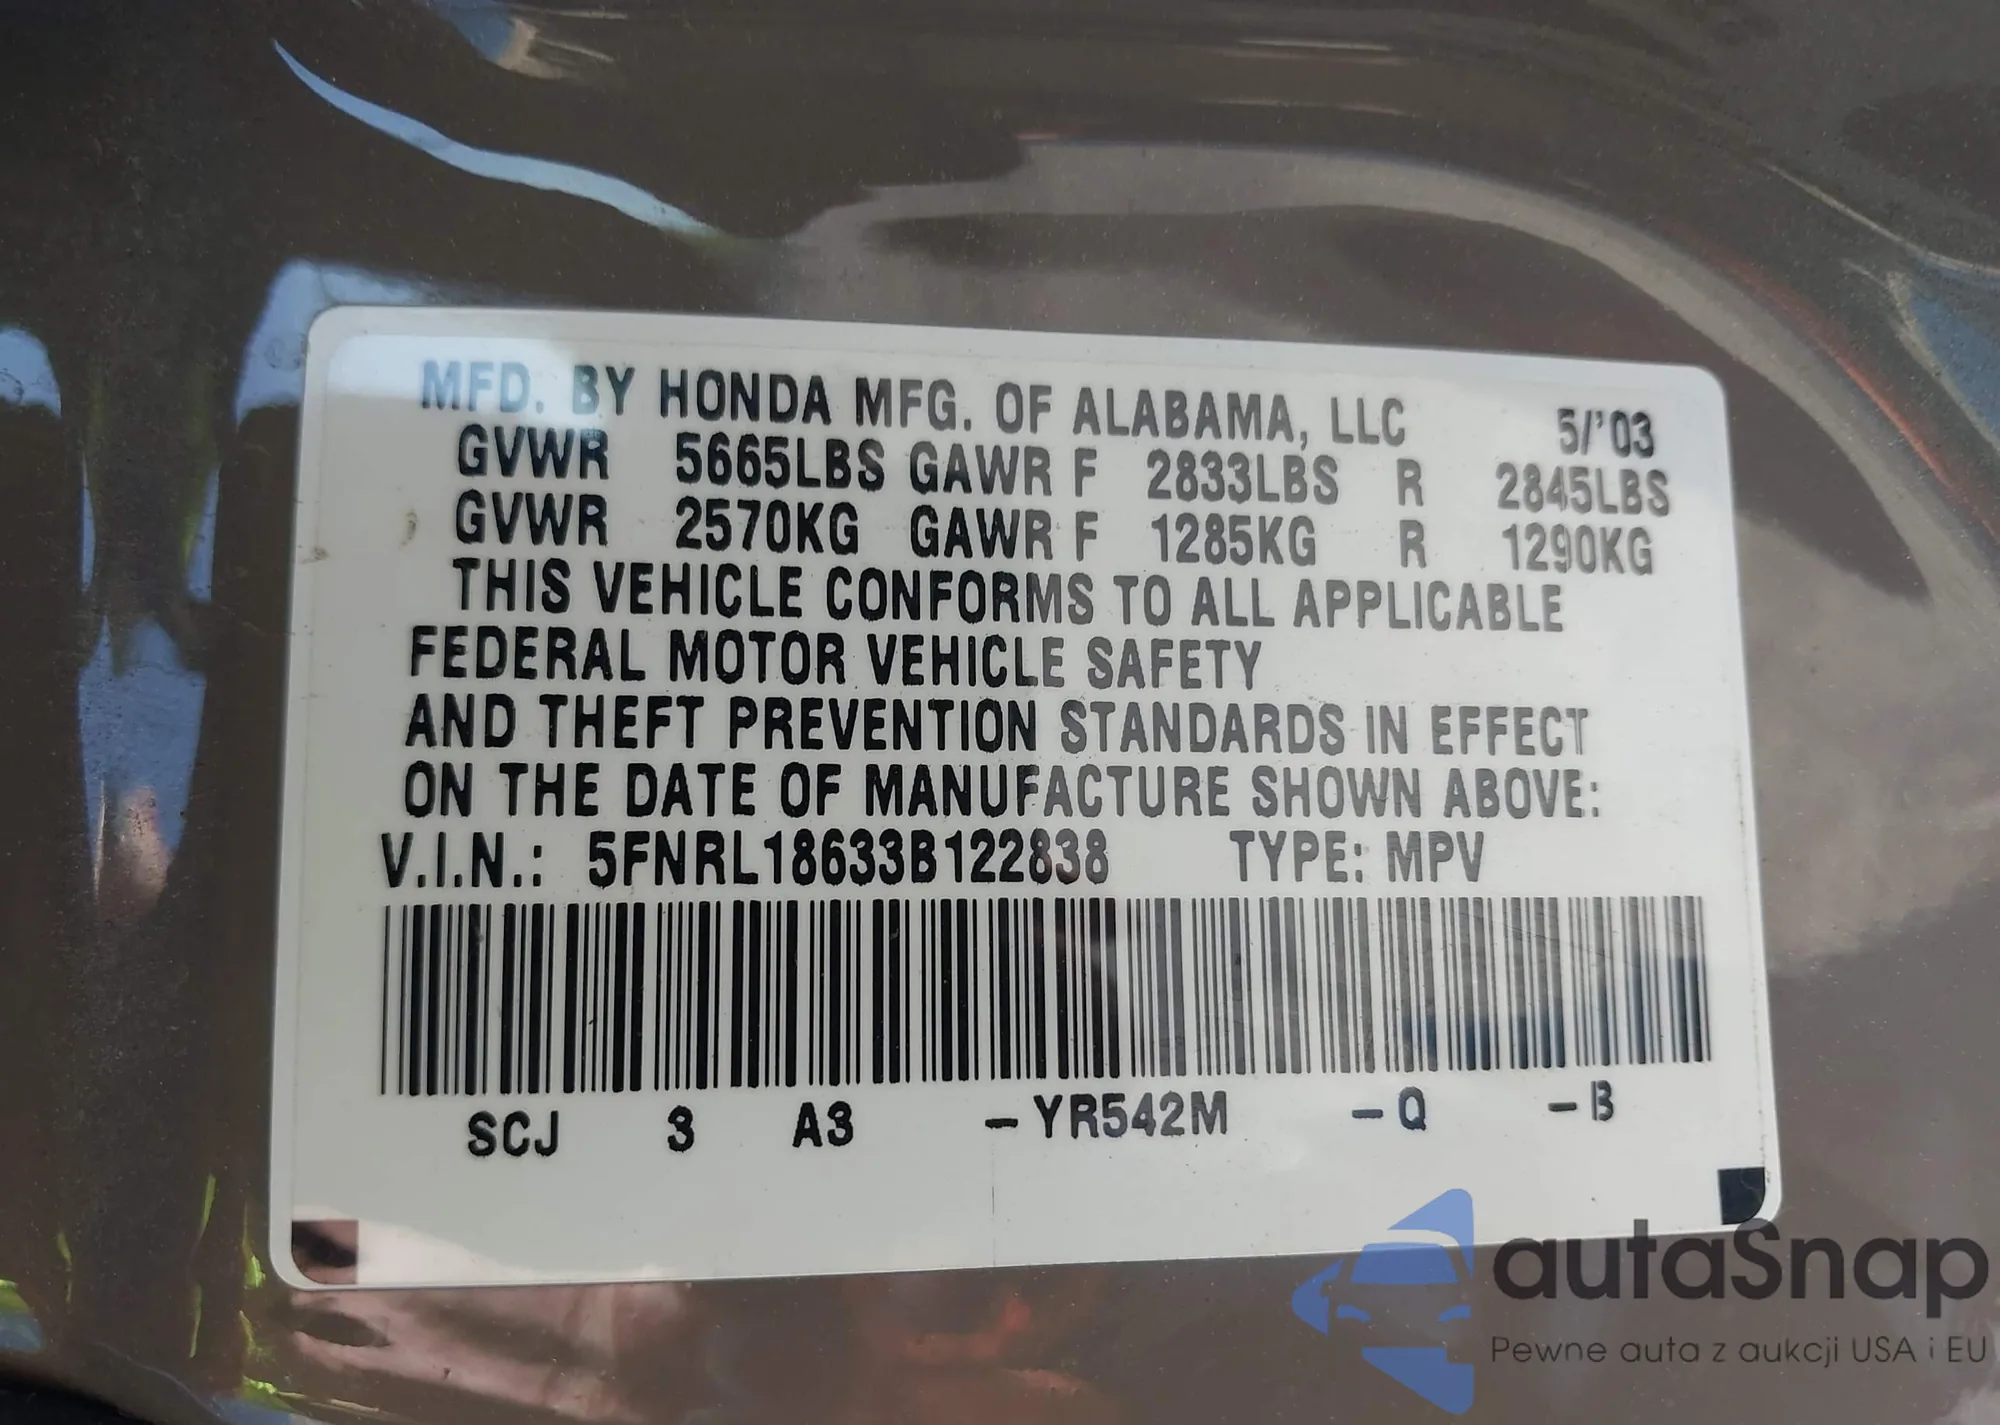 MFD. BY HONDA MFG. OF ALABAMA, LLC 5/'03
GVWR 5665LBS GAWR F 2833LBS R 2845LBS
GVWR 2570KG GAWR F 1285KG R 1290KG
THIS VEHICLE CONFORMS TO ALL APPLICABLE
FEDERAL MOTOR VEHICLE SAFETY
AND THEFT PREVENTION STANDARDS IN EFFECT
ON THE DATE OF MANUFACTURE SHOWN ABOVE:
V.I.N.: 5FNRL18633B122838 TYPE: MPV
SCJ 3 A3 -YR542M -Q -B
autaSnap
Pewne auta z aukcji USA i EU